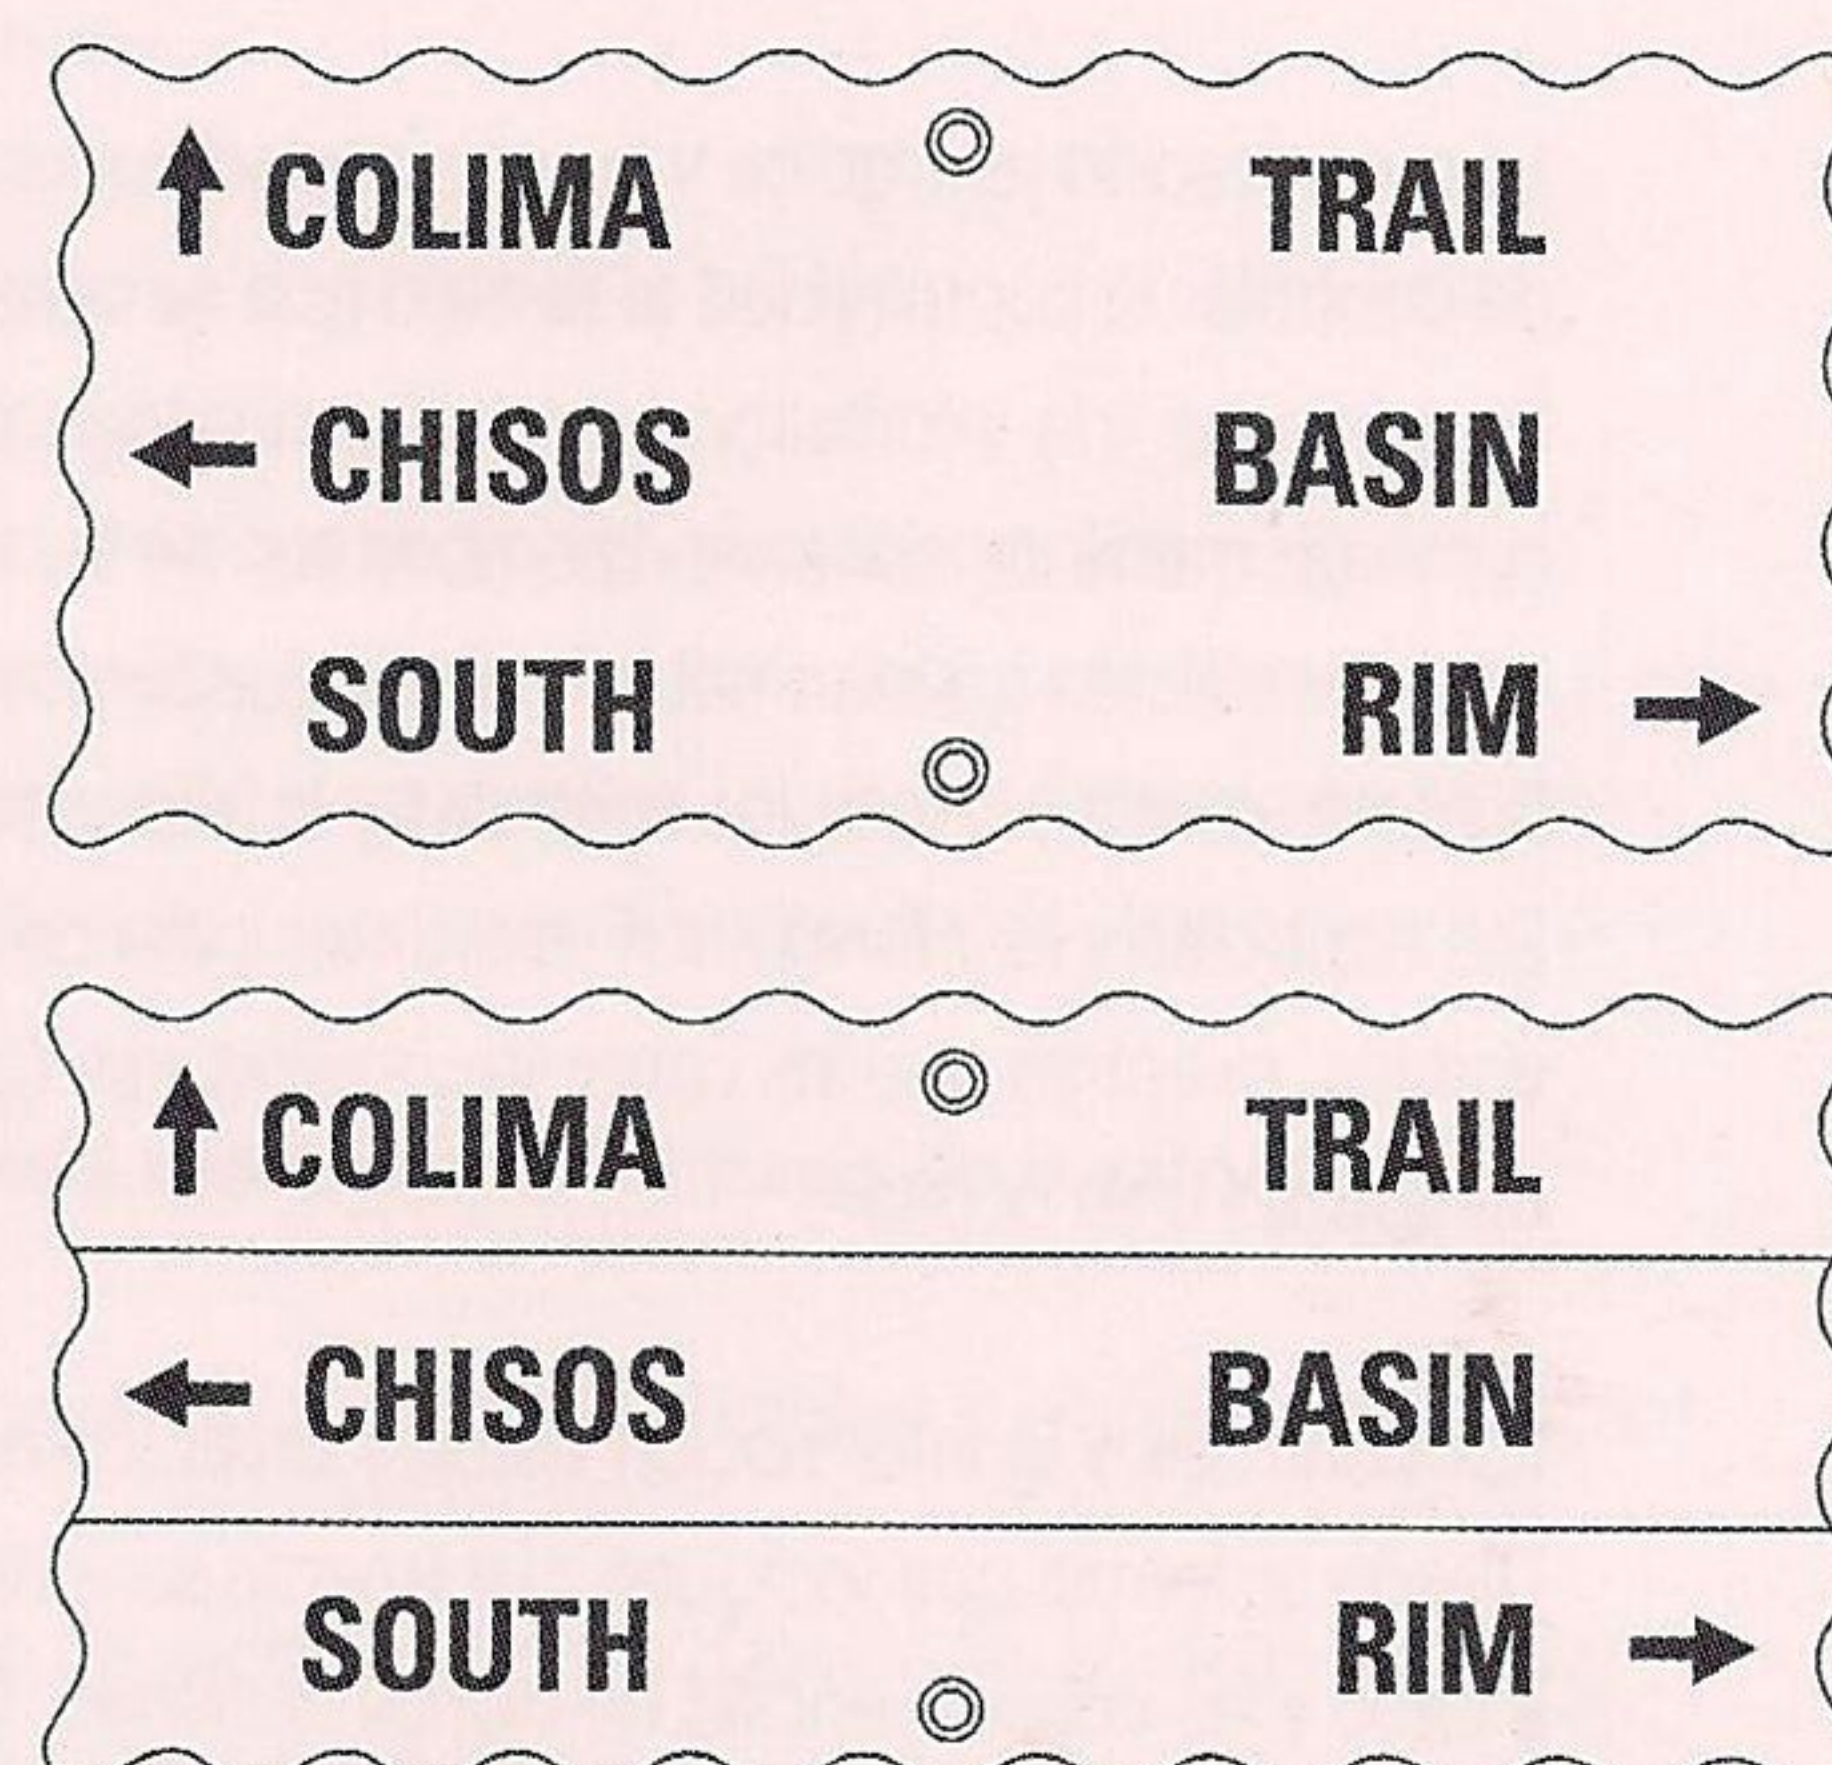 ↑ COLIMA TRAIL
← CHISOS BASIN
SOUTH RIM →
↑ COLIMA TRAIL
← CHISOS BASIN
SOUTH RIM →